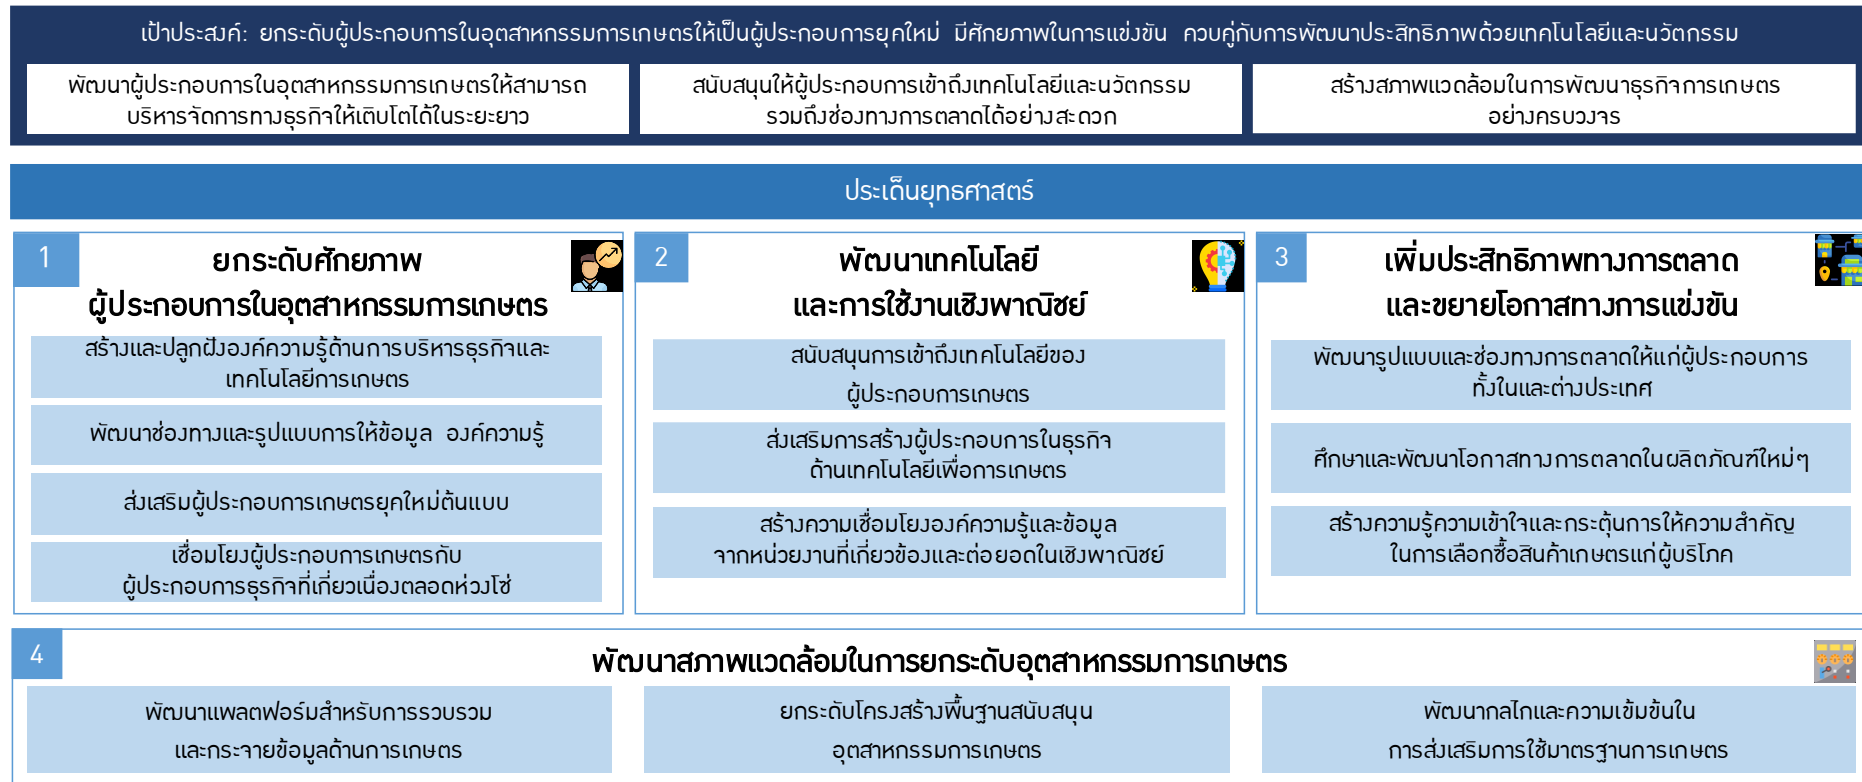 เป้าประสงค์: ยกระดับผู้ประกอบการในอุตสาหกรรมการเกษตรให้เป็นผู้ประกอบการยุคใหม่ มีศักยภาพในการแข่งขัน ควบคู่กับการพัฒนาประสิทธิภาพด้วยเทคโนโลยีและนวัตกรรม
พัฒนาผู้ประกอบการในอุตสาหกรรมการเกษตรให้สามารถ
บริหารจัดการทางธุรกิจให้เติบโตได้ในระยะยาว
สนับสนุนให้ผู้ประกอบการเข้าถึงเทคโนโลยีและนวัตกรรม
รวมถึงช่องทางการตลาดได้อย่างสะดวก
สร้างสภาพแวดล้อมในการพัฒนาธุรกิจการเกษตร
อย่างครบวงจร
ประเด็นยุทธศาสตร์
1
ยกระดับศักยภาพ
ผู้ประกอบการในอุตสาหกรรมการเกษตร
สร้างและปลูกฝังองค์ความรู้ด้านการบริหารธุรกิจและ
เทคโนโลยีการเกษตร
พัฒนาช่องทางและรูปแบบการให้ข้อมูล องค์ความรู้
ส่งเสริมผู้ประกอบการเกษตรยุคใหม่ต้นแบบ
เชื่อมโยงผู้ประกอบการเกษตรกับ
ผู้ประกอบการธุรกิจที่เกี่ยวเนื่องตลอดห่วงโซ่
2
พัฒนาเทคโนโลยี
และการใช้งานเชิงพาณิชย์
สนับสนุนการเข้าถึงเทคโนโลยีของ
ผู้ประกอบการเกษตร
ส่งเสริมการสร้างผู้ประกอบการในธุรกิจ
ด้านเทคโนโลยีเพื่อการเกษตร
สร้างความเชื่อมโยงองค์ความรู้และข้อมูล
จากหน่วยงานที่เกี่ยวข้องและต่อยอดในเชิงพาณิชย์
3
เพิ่มประสิทธิภาพทางการตลาด
และขยายโอกาสทางการแข่งขัน
พัฒนารูปแบบและช่องทางการตลาดให้แก่ผู้ประกอบการ
ทั้งในและต่างประเทศ
ศึกษาและพัฒนาโอกาสทางการตลาดในผลิตภัณฑ์ใหม่ๆ
สร้างความรู้ความเข้าใจและกระตุ้นการให้ความสำคัญ
ในการเลือกซื้อสินค้าเกษตรแก่ผู้บริโภค
4
พัฒนาสภาพแวดล้อมในการยกระดับอุตสาหกรรมการเกษตร
พัฒนาแพลตฟอร์มสำหรับการรวบรวม
และกระจายข้อมูลด้านการเกษตร
ยกระดับโครงสร้างพื้นฐานสนับสนุน
อุตสาหกรรมการเกษตร
พัฒนากลไกและความเข้มข้นใน
การส่งเสริมการใช้มาตรฐานการเกษตร